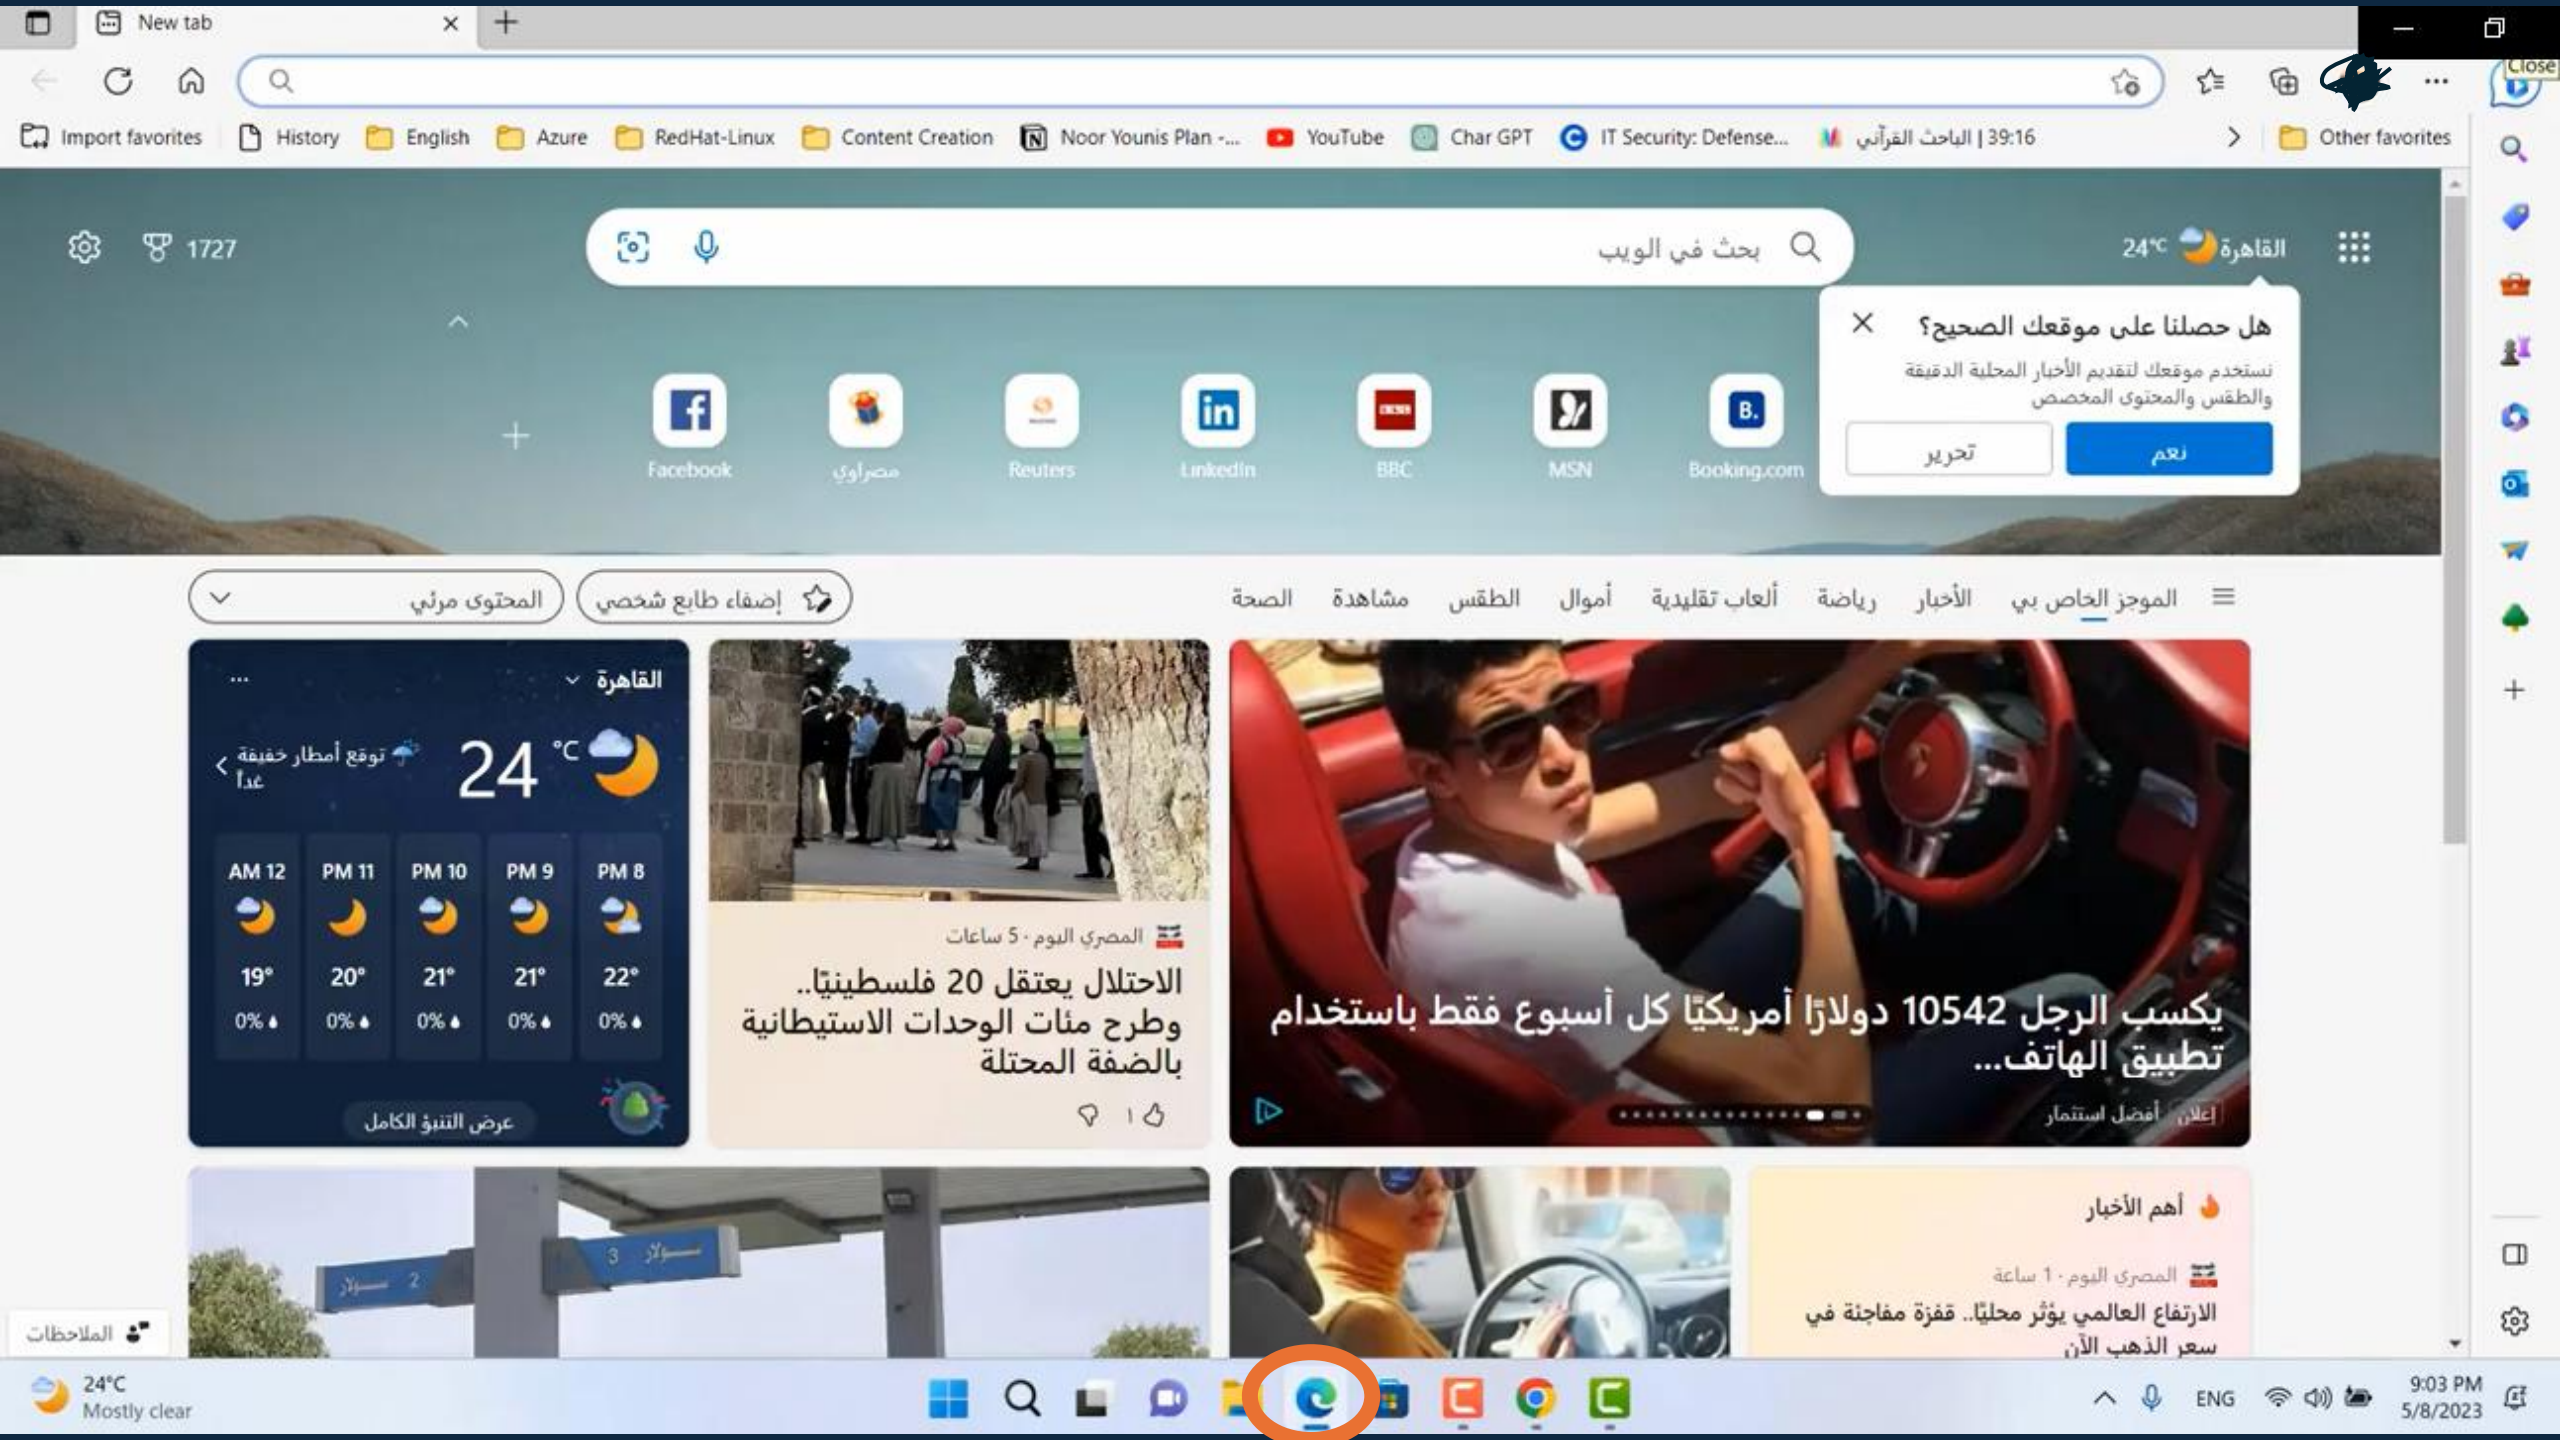 New tab
Close
Import favorites
History
English
Azure
RedHat-Linux
Content Creation
Noor Younis Plan -...
YouTube
Char GPT
IT Security: Defense...
39:16 | الباحث القرآني
Other favorites
1727
بحث في الويب
القاهرة 24°C
هل حصلنا على موقعك الصحيح؟
نستخدم موقعك لتقديم الأخبار المحلية الدقيقة
والطقس والمحتوى المخصص
نعم
تحرير
Facebook
مصراوي
Reuters
LinkedIn
BBC
MSN
Booking.com
الموجز الخاص بي
الأخبار
رياضة
ألعاب تقليدية
أموال
الطقس
مشاهدة
الصحة
إضفاء طابع شخصي
المحتوى مرئي
يكسب الرجل 10542 دولارًا أمريكيًا كل أسبوع فقط باستخدام
تطبيق الهاتف...
إعلان أفضل استثمار
المصري اليوم · 5 ساعات
الاحتلال يعتقل 20 فلسطينيًا..
وطرح مئات الوحدات الاستيطانية
بالضفة المحتلة
١
القاهرة
24 °C
توقع أمطار خفيفة
غداً
PM 8
PM 9
PM 10
PM 11
AM 12
22°
21°
21°
20°
19°
0%
0%
0%
0%
0%
عرض التنبؤ الكامل
أهم الأخبار
المصري اليوم · 1 ساعة
الارتفاع العالمي يؤثر محليًا.. قفزة مفاجئة في
سعر الذهب الآن
3 سولار
2 سولار
الملاحظات
24°C
Mostly clear
ENG
9:03 PM
5/8/2023